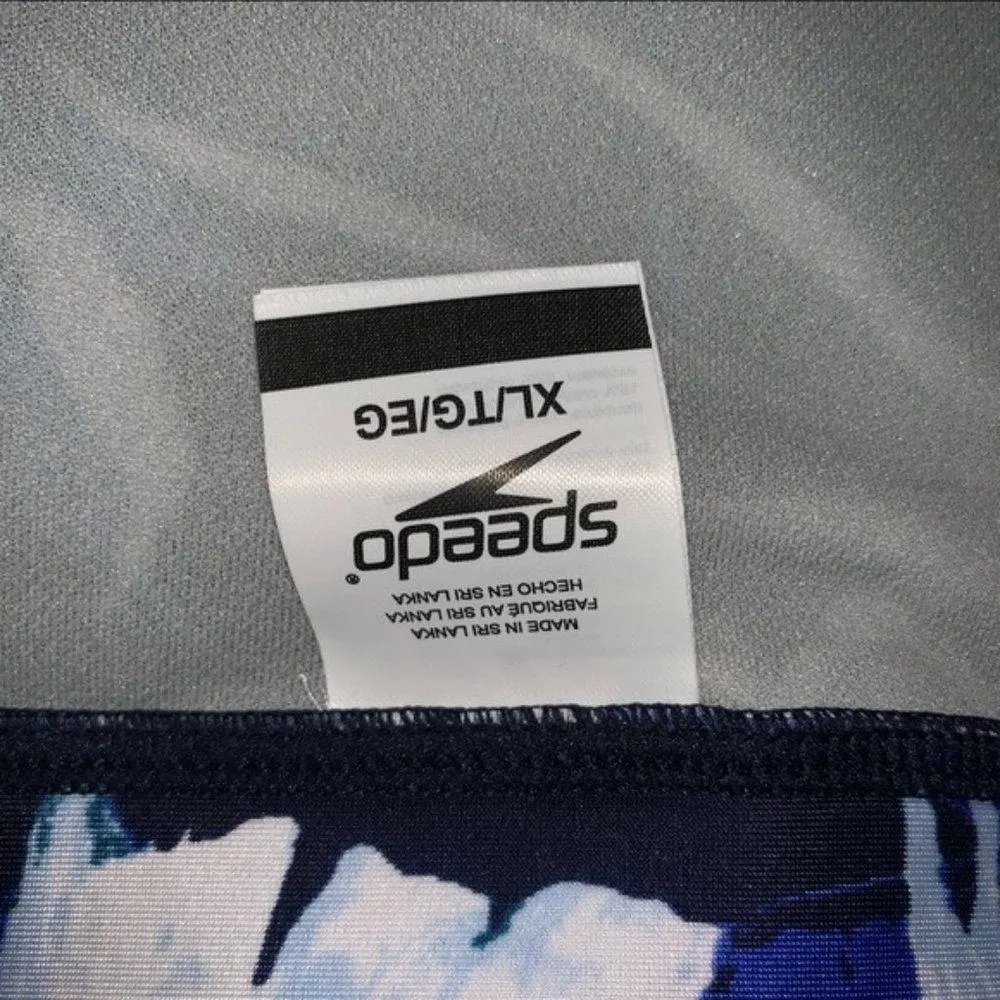 MADE IN SRI LANKA
FABRIQUÉ AU SRI LANKA
HECHO EN SRI LANKA
speedo®
XL/TG/EG